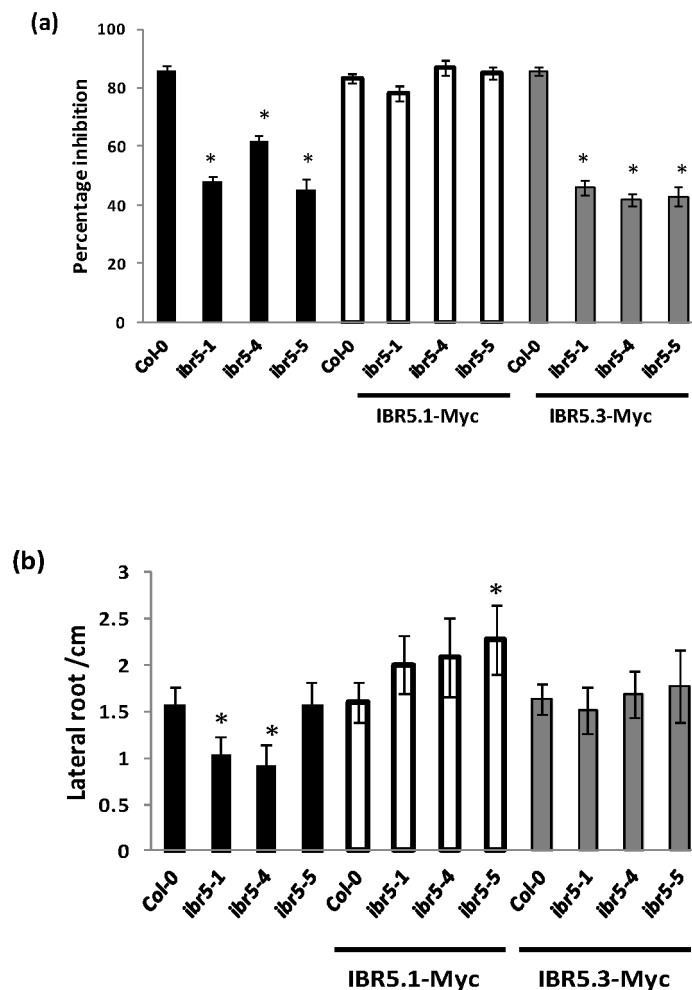 (a)
100
80
60
40
20
0
Percentage inhibition
* * *
* * *
Col-0 ibr5-1 ibr5-4 ibr5-5 Col-0 ibr5-1 ibr5-4 ibr5-5 Col-0 ibr5-1 ibr5-4 ibr5-5
IBR5.1-Myc IBR5.3-Myc
(b)
3
2.5
2
1.5
1
0.5
0
Lateral root /cm
* * *
Col-0 ibr5-1 ibr5-4 ibr5-5 Col-0 ibr5-1 ibr5-4 ibr5-5 Col-0 ibr5-1 ibr5-4 ibr5-5
IBR5.1-Myc IBR5.3-Myc